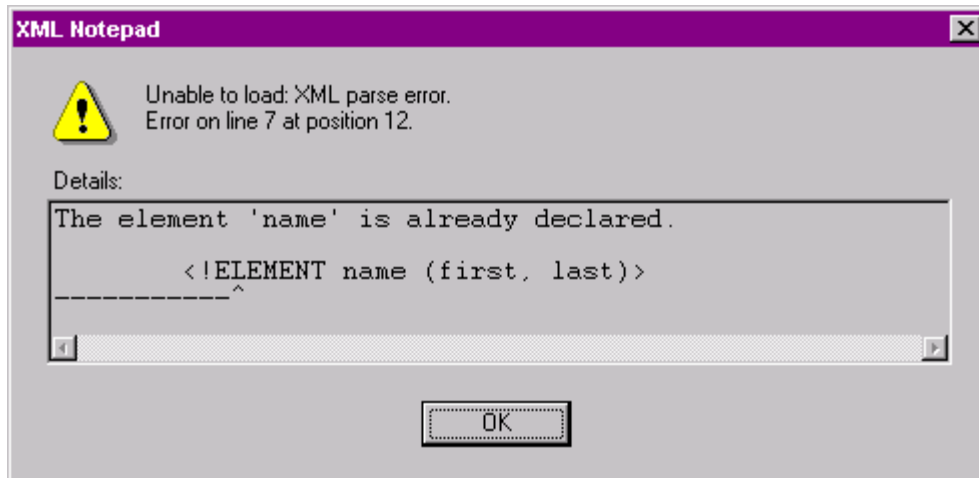 XML Notepad
Unable to load: XML parse error.
Error on line 7 at position 12.
Details:
The element 'name' is already declared.
<!ELEMENT name (first, last)>
-----------^
OK